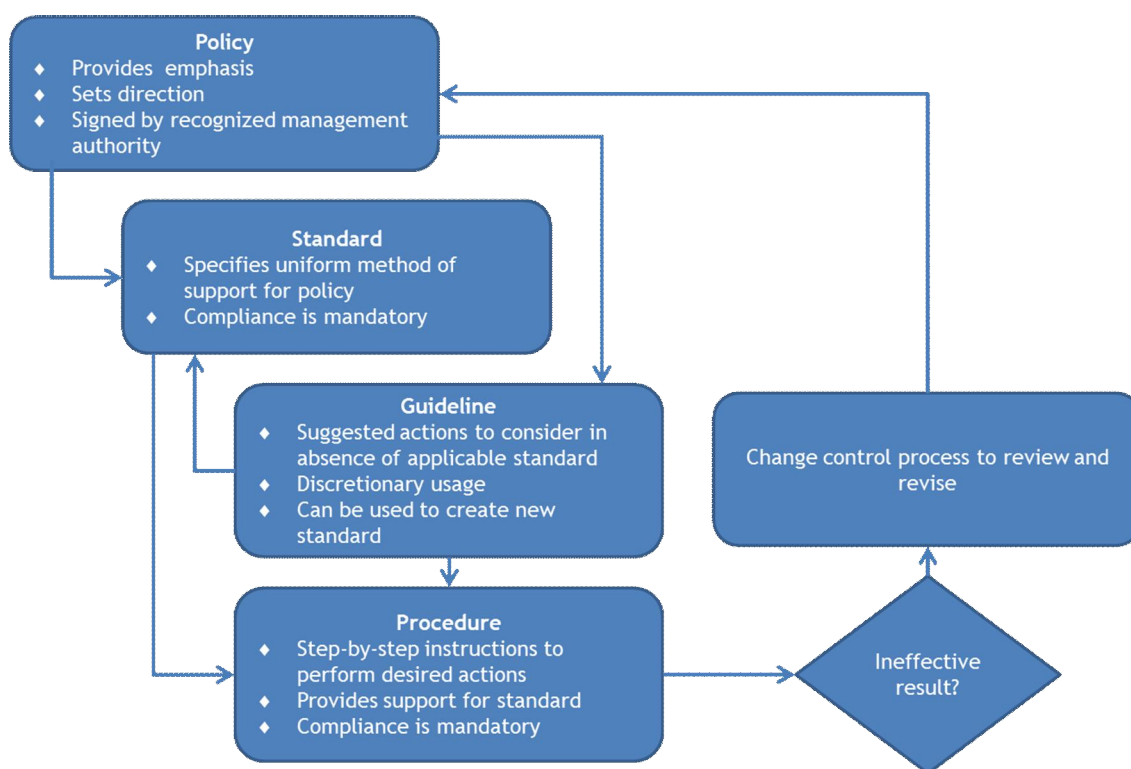 Policy
♦ Provides emphasis
♦ Sets direction
♦ Signed by recognized management
authority
Standard
♦ Specifies uniform method of
support for policy
♦ Compliance is mandatory
Guideline
♦ Suggested actions to consider in
absence of applicable standard
♦ Discretionary usage
♦ Can be used to create new
standard
Change control process to review and
revise
Procedure
♦ Step-by-step instructions to
perform desired actions
♦ Provides support for standard
♦ Compliance is mandatory
Ineffective
result?